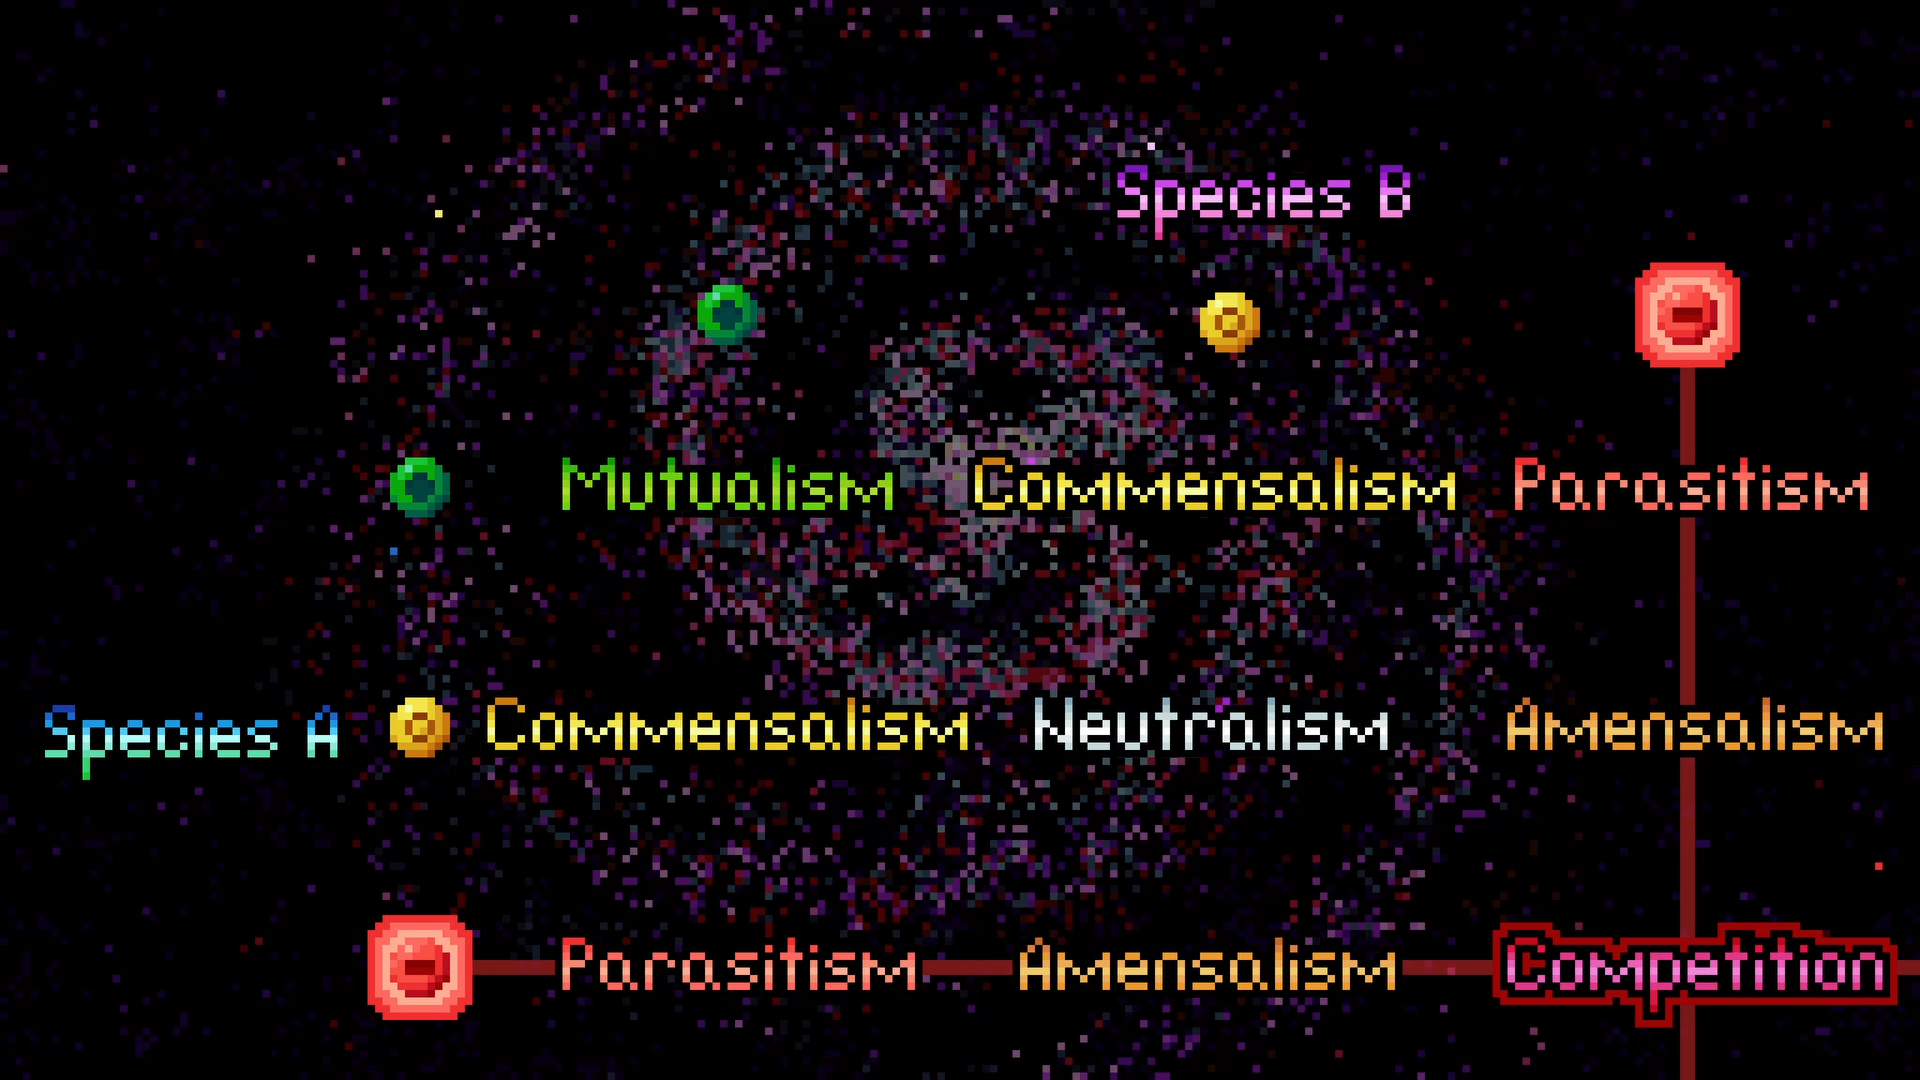 Species B
Mutualism Commensalism Parasitism
Species A Commensalism Neutralism Amensalism
Parasitism Amensalism Competition